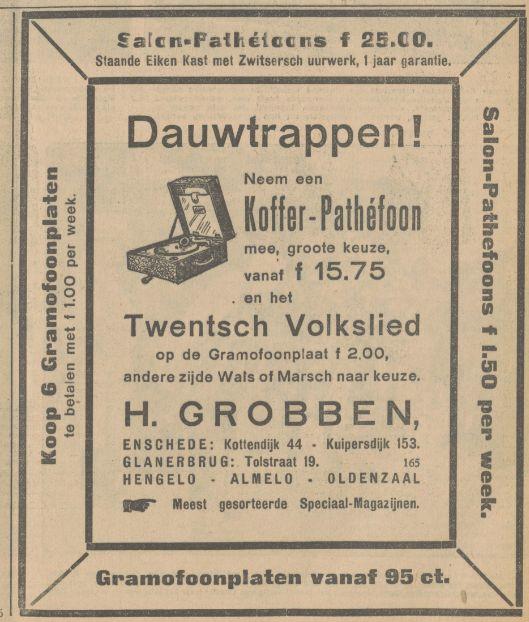 Salon-Pathéfoons f 25.00.
Staande Eiken Kast met Zwitsersch uurwerk, 1 jaar garantie.
Koop 6 Gramofoonplaten
te betalen met f 1.00 per week.
Dauwtrappen!
Neem een
Koffer-Pathéfoon
mee, groote keuze,
vanaf f 15.75
en het
Twentsch Volkslied
op de Gramofoonplaat f 2.00,
andere zijde Wals of Marsch naar keuze.
H. GROBBEN,
ENSCHEDE: Kottendijk 44 - Kuipersdijk 153.
GLANERBRUG: Tolstraat 19. 165
HENGELO - ALMELO - OLDENZAAL
Meest gesorteerde Speciaal-Magazijnen.
Salon-Pathefoons f 1.50 per week.
Gramofoonplaten vanaf 95 ct.